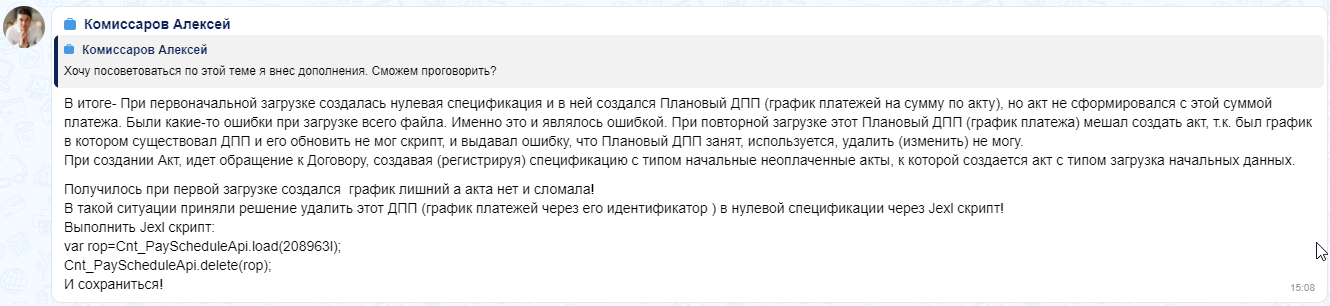 Комиссаров Алексей
Комиссаров Алексей
Хочу посоветоваться по этой теме я внес дополнения. Сможем проговорить?
В итоге- При первоначальной загрузке создалась нулевая спецификация и в ней создался Плановый ДПП (график платежей на сумму по акту), но акт не сформировался с этой суммой
платежа. Были какие-то ошибки при загрузке всего файла. Именно это и являлось ошибкой. При повторной загрузке этот Плановый ДПП (график платежа) мешал создать акт, т.к. был график
в котором существовал ДПП и его обновить не мог скрипт, и выдавал ошибку, что Плановый ДПП занят, используется, удалить (изменить) не могу.
При создании Акт, идет обращение к Договору, создавая (регистрируя) спецификацию с типом начальные неоплаченные акты, к которой создается акт с типом загрузка начальных данных.
Получилось при первой загрузке создался  график лишний а акта нет и сломала!
В такой ситуации приняли решение удалить этот ДПП (график платежей через его идентификатор ) в нулевой спецификации через Jexl скрипт!
Выполнить Jexl скрипт:
var rop=Cnt_PayScheduleApi.load(208963l);
Cnt_PayScheduleApi.delete(rop);
И сохраниться!
15:08